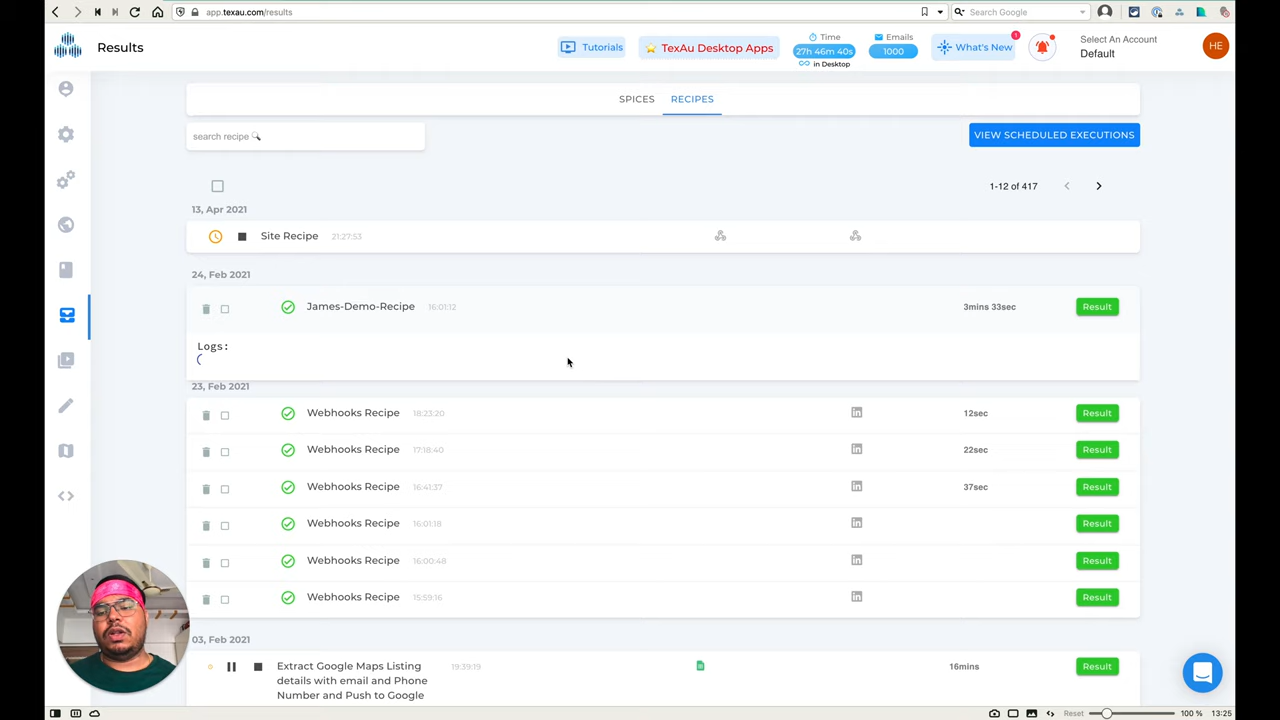 app.texau.com/results
Search Google
Results
Tutorials
TexAu Desktop Apps
Time
27h 46m 40s
in Desktop
Emails
1000
What's New
1
Select An Account
Default
HE
SPICES
RECIPES
search recipe
VIEW SCHEDULED EXECUTIONS
1-12 of 417
13, Apr 2021
Site Recipe 21:27:53
24, Feb 2021
James-Demo-Recipe 16:01:12 3mins 33sec Result
Logs:
23, Feb 2021
Webhooks Recipe 18:23:20 12sec Result
Webhooks Recipe 17:18:40 22sec Result
Webhooks Recipe 16:41:37 37sec Result
Webhooks Recipe 16:01:18 Result
Webhooks Recipe 16:00:48 Result
Webhooks Recipe 15:59:16 Result
03, Feb 2021
Extract Google Maps Listing 19:39:19 16mins Result
details with email and Phone
Number and Push to Google
Reset 100 % 13:25